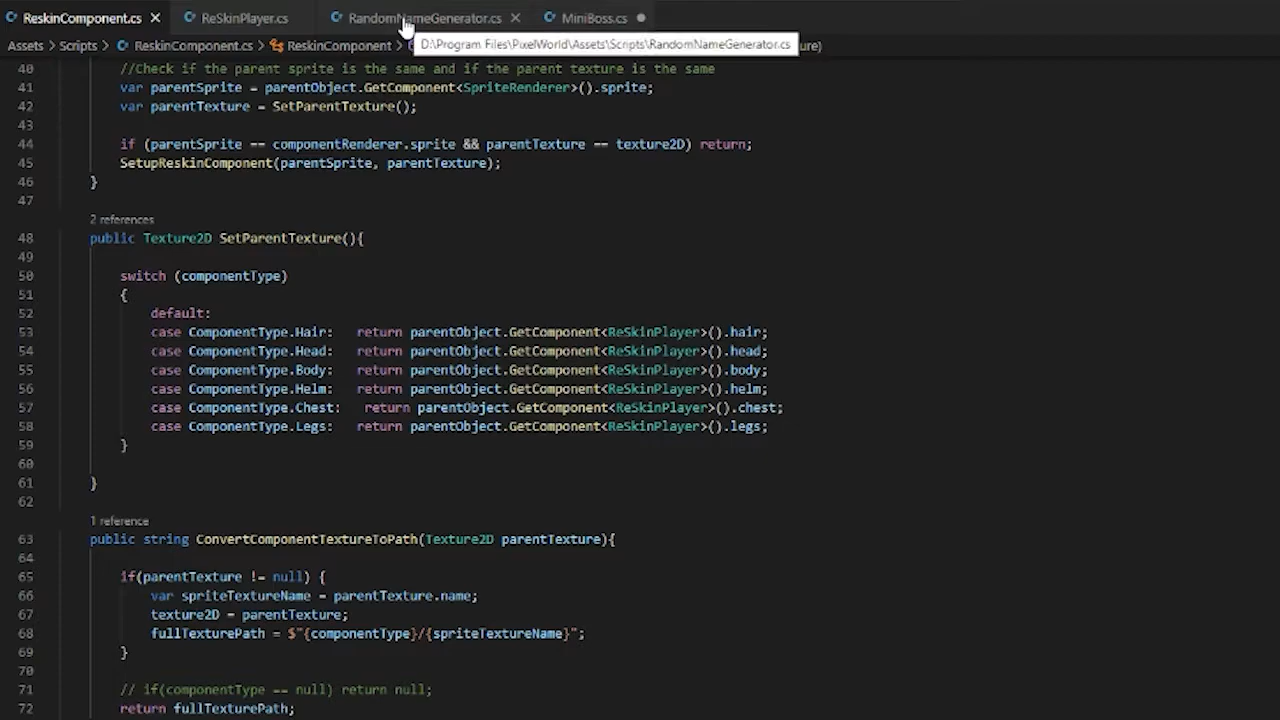 ReskinComponent.cs ReSkinPlayer.cs RandomNameGenerator.cs MiniBoss.cs
Assets > Scripts > ReskinComponent.cs > ReskinComponent > ure)
D:\Program Files\PixelWorld\Assets\Scripts\RandomNameGenerator.cs
40 //Check if the parent sprite is the same and if the parent texture is the same
41 var parentSprite = parentObject.GetComponent<SpriteRenderer>().sprite;
42 var parentTexture = SetParentTexture();
43
44 if (parentSprite == componentRenderer.sprite && parentTexture == texture2D) return;
45 SetupReskinComponent(parentSprite, parentTexture);
46 }
47
2 references
48 public Texture2D SetParentTexture(){
49
50 switch (componentType)
51 {
52 default:
53 case ComponentType.Hair: return parentObject.GetComponent<ReSkinPlayer>().hair;
54 case ComponentType.Head: return parentObject.GetComponent<ReSkinPlayer>().head;
55 case ComponentType.Body: return parentObject.GetComponent<ReSkinPlayer>().body;
56 case ComponentType.Helm: return parentObject.GetComponent<ReSkinPlayer>().helm;
57 case ComponentType.Chest: return parentObject.GetComponent<ReSkinPlayer>().chest;
58 case ComponentType.Legs: return parentObject.GetComponent<ReSkinPlayer>().legs;
59 }
60
61 }
62
1 reference
63 public string ConvertComponentTextureToPath(Texture2D parentTexture){
64
65 if(parentTexture != null) {
66 var spriteTextureName = parentTexture.name;
67 texture2D = parentTexture;
68 fullTexturePath = $"{componentType}/{spriteTextureName}";
69 }
70
71 // if(componentType == null) return null;
72 return fullTexturePath;